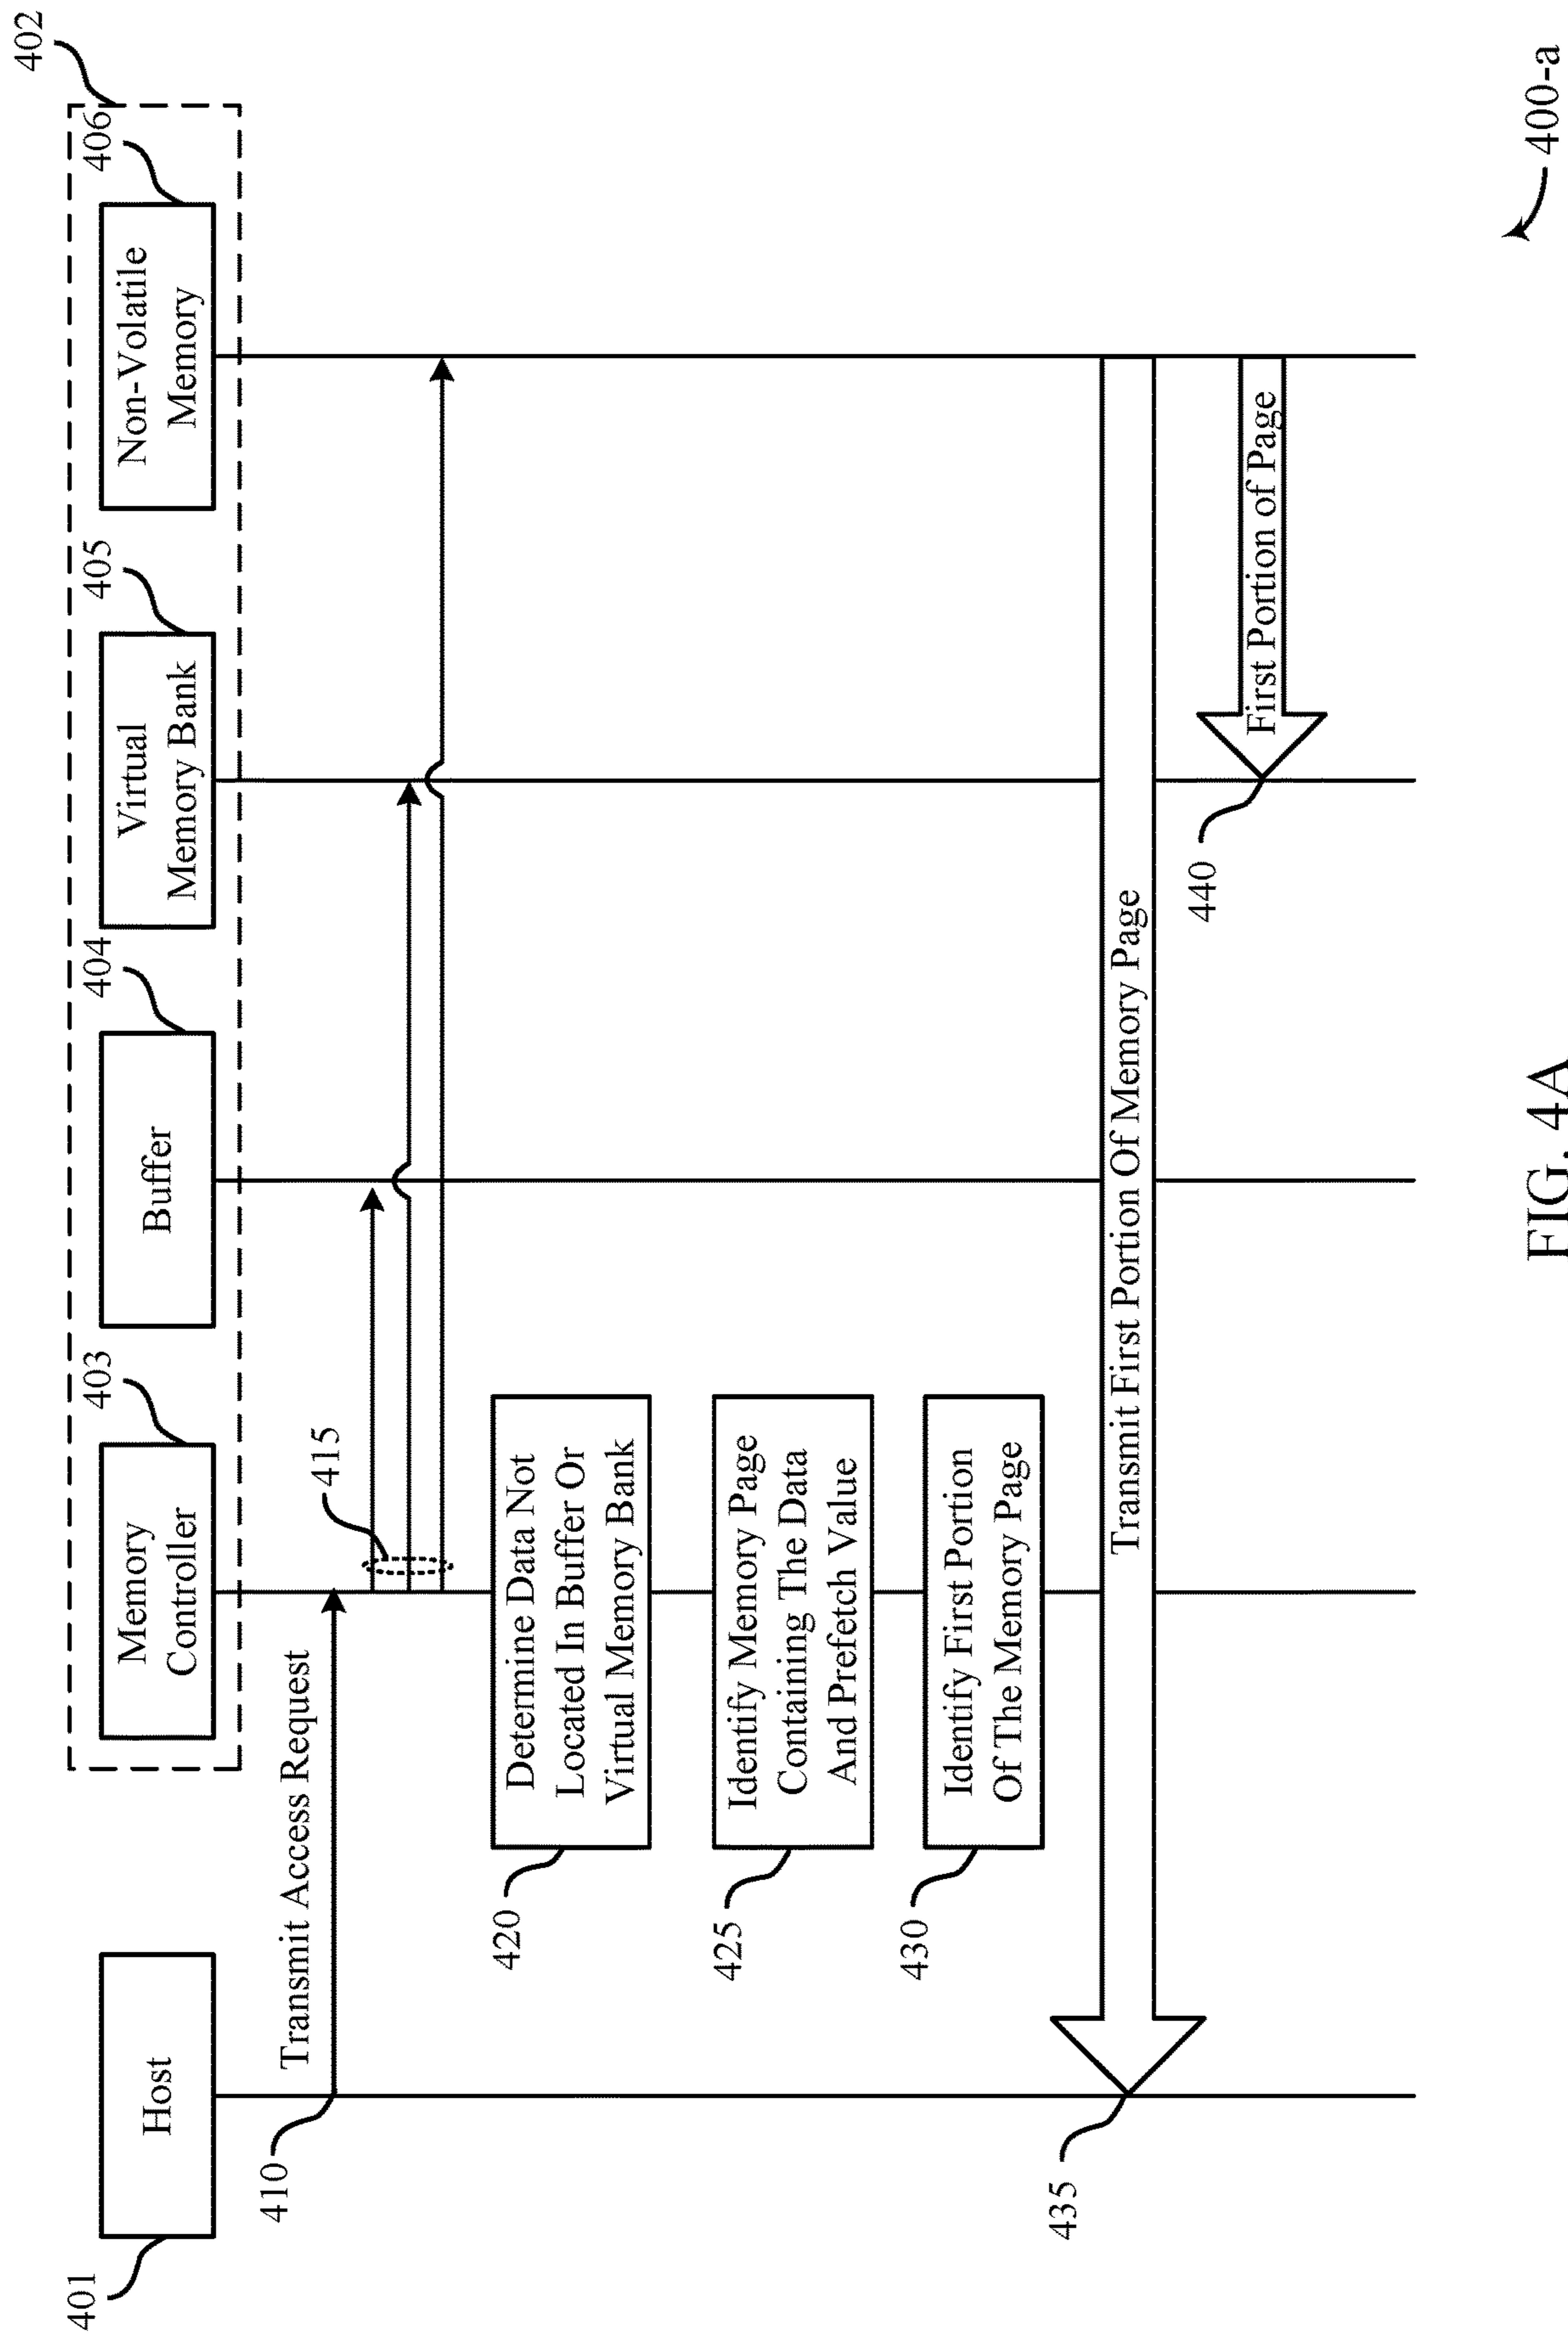 402
401
Host
403
Memory
Controller
404
Buffer
405
Virtual
Memory Bank
406
Non-Volatile
Memory
410
Transmit Access Request
415
420
Determine Data Not
Located In Buffer Or
Virtual Memory Bank
425
Identify Memory Page
Containing The Data
And Prefetch Value
430
Identify First Portion
Of The Memory Page
435
Transmit First Portion Of Memory Page
440
First Portion of Page
400-a
FIG. 4A